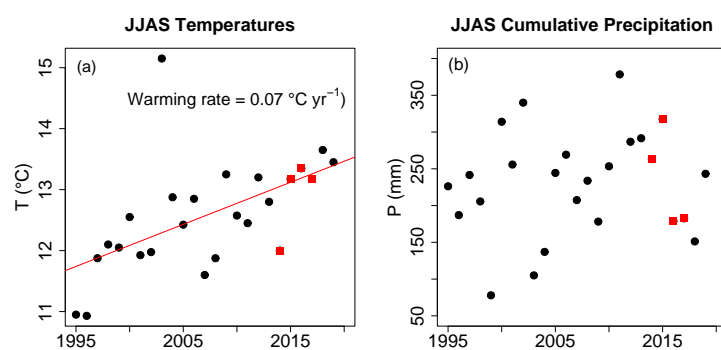 JJAS Temperatures
(a)
Warming rate = 0.07 °C yr⁻¹)
T (°C)
15
14
13
12
11
1995
2005
2015
JJAS Cumulative Precipitation
(b)
P (mm)
350
250
150
50
1995
2005
2015